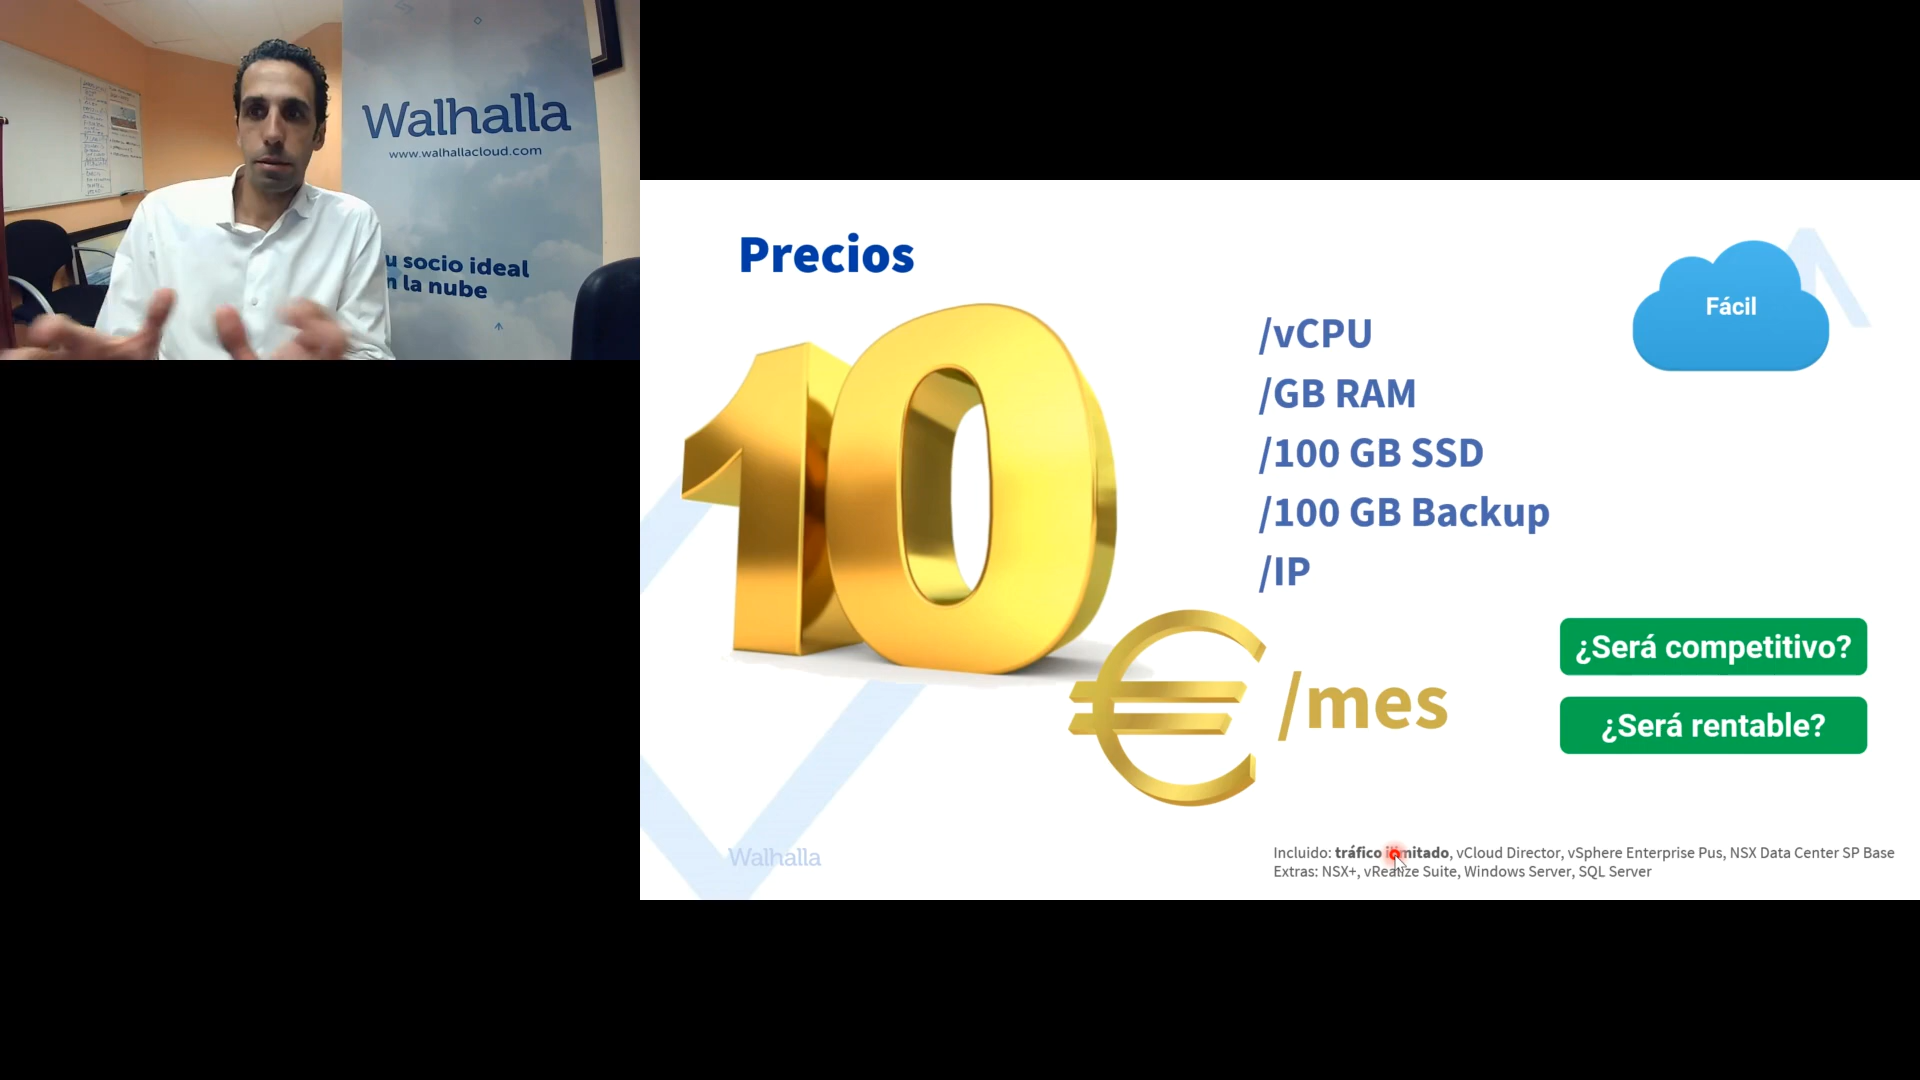 Walhalla
www.walhallacloud.com
u socio ideal
n la nube
Precios
Fácil
10
/vCPU
/GB RAM
/100 GB SSD
/100 GB Backup
/IP
€/mes
¿Será competitivo?
¿Será rentable?
Walhalla
Incluido: tráfico ilimitado, vCloud Director, vSphere Enterprise Pus, NSX Data Center SP Base
Extras: NSX+, vRealize Suite, Windows Server, SQL Server